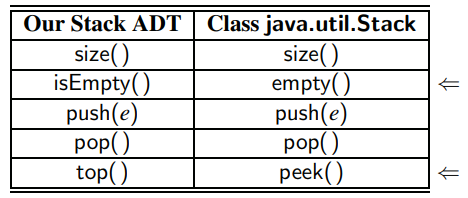 Our Stack ADT Class java.util.Stack
size() size()
isEmpty() empty() ⇐
push(e) push(e)
pop() pop()
top() peek() ⇐